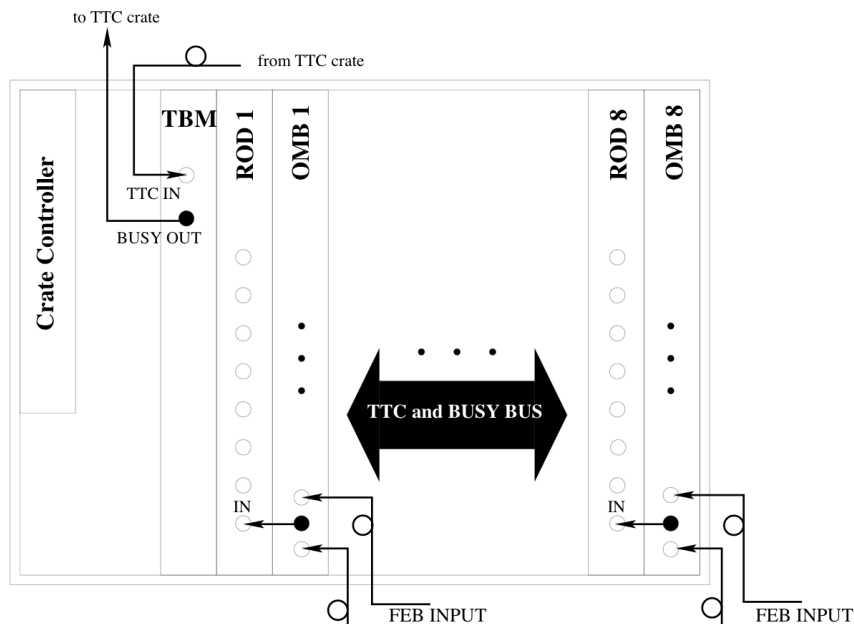 to TTC crate
from TTC crate
TBM
ROD 1
OMB 1
ROD 8
OMB 8
Crate Controller
TTC IN
BUSY OUT
TTC and BUSY BUS
IN
IN
FEB INPUT
FEB INPUT